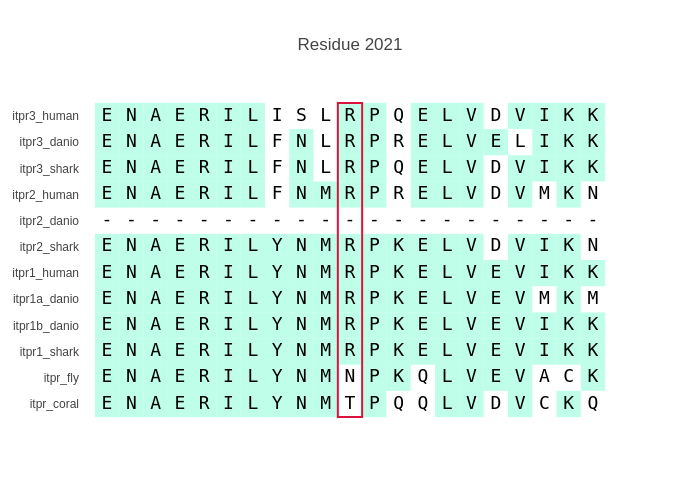 Residue 2021
itpr3_human E N A E R I L I S L R P Q E L V D V I K K
itpr3_danio E N A E R I L F N L R P R E L V E L I K K
itpr3_shark E N A E R I L F N L R P Q E L V D V I K K
itpr2_human E N A E R I L F N M R P R E L V D V M K N
itpr2_danio - - - - - - - - - - - - - - - - - - - - -
itpr2_shark E N A E R I L Y N M R P K E L V D V I K N
itpr1_human E N A E R I L Y N M R P K E L V E V I K K
itpr1a_danio E N A E R I L Y N M R P K E L V E V M K M
itpr1b_danio E N A E R I L Y N M R P K E L V E V I K K
itpr1_shark E N A E R I L Y N M R P K E L V E V I K K
itpr_fly E N A E R I L Y N M N P K Q L V E V A C K
itpr_coral E N A E R I L Y N M T P Q Q L V D V C K Q